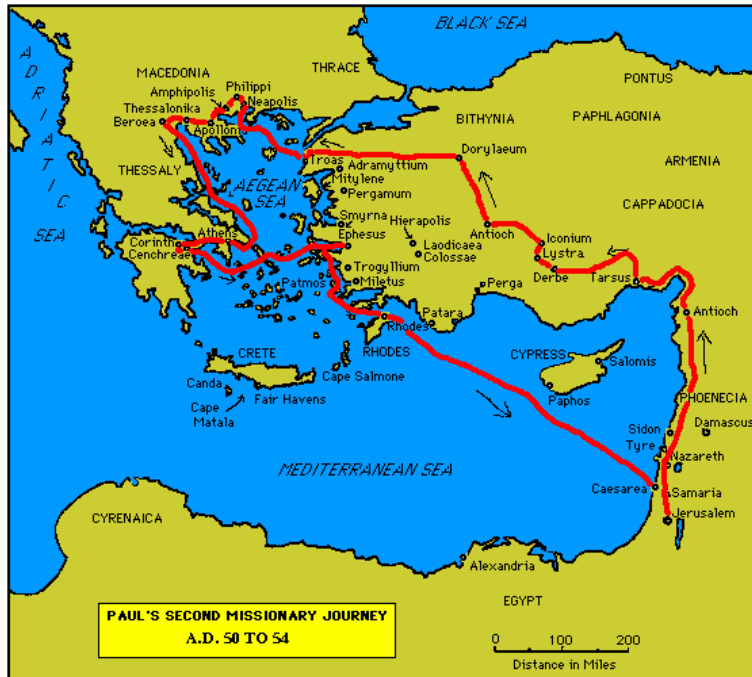 BLACK SEA
ADRIATIC SEA
MACEDONIA
THRACE
PONTUS
Amphipolis
Philippi
Neapolis
Thessalonika
Beroea
Apolloni
BITHYNIA
PAPHLAGONIA
Dorylaeum
ARMENIA
THESSALY
Troas
Adramyttium
Mitylene
AEGEAN SEA
Pergamum
CAPPADOCIA
Smyrna
Hierapolis
Antioch
Iconium
Athens
Ephesus
Laodicaea
Lystra
Corinth
Cenchreae
Colossae
Trogyllium
Derbe
Tarsus
Patmos
Miletus
Perga
Antioch
Patara
Rhodes
CRETE
RHODES
CYPRESS
Salomis
Cape Salmone
Canda
Fair Havens
Paphos
PHOENECIA
Cape
Matala
Sidon
Damascus
Tyre
MEDITERRANEAN SEA
Nazareth
Caesarea
Samaria
CYRENAICA
Jerusalem
Alexandria
EGYPT
PAUL'S SECOND MISSIONARY JOURNEY
A.D. 50 TO 54
0 100 200
Distance in Miles